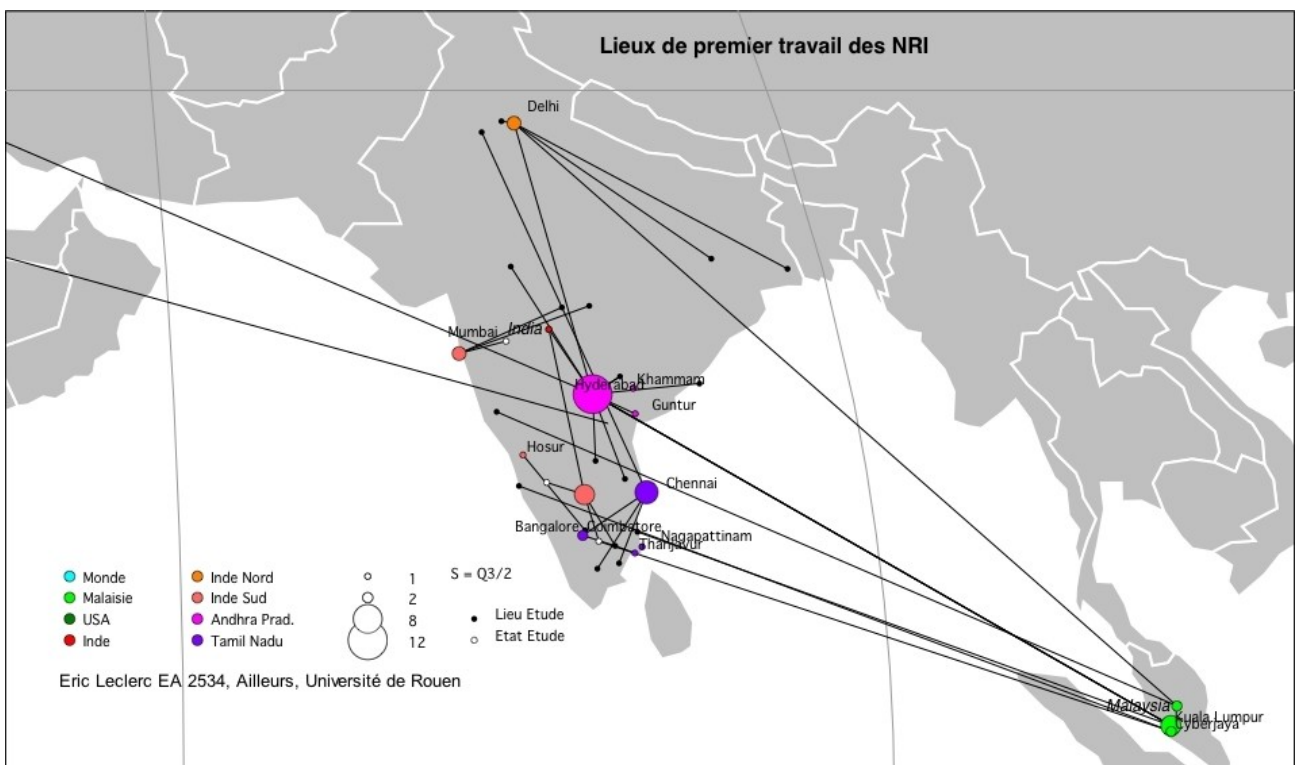 Lieux de premier travail des NRI
Delhi
Mumbai
India
Hyderabad
Khammam
Guntur
Hosur
Chennai
Bangalore
Coimbatore
Nagapattinam
Thanjavur
Monde
Malaisie
USA
Inde
Inde Nord
Inde Sud
Andhra Prad.
Tamil Nadu
1
2
8
12
S = Q3/2
Lieu Etude
Etat Etude
Eric Leclerc EA 2534, Ailleurs, Université de Rouen
Malaysia
Kuala Lumpur
Cyberjaya